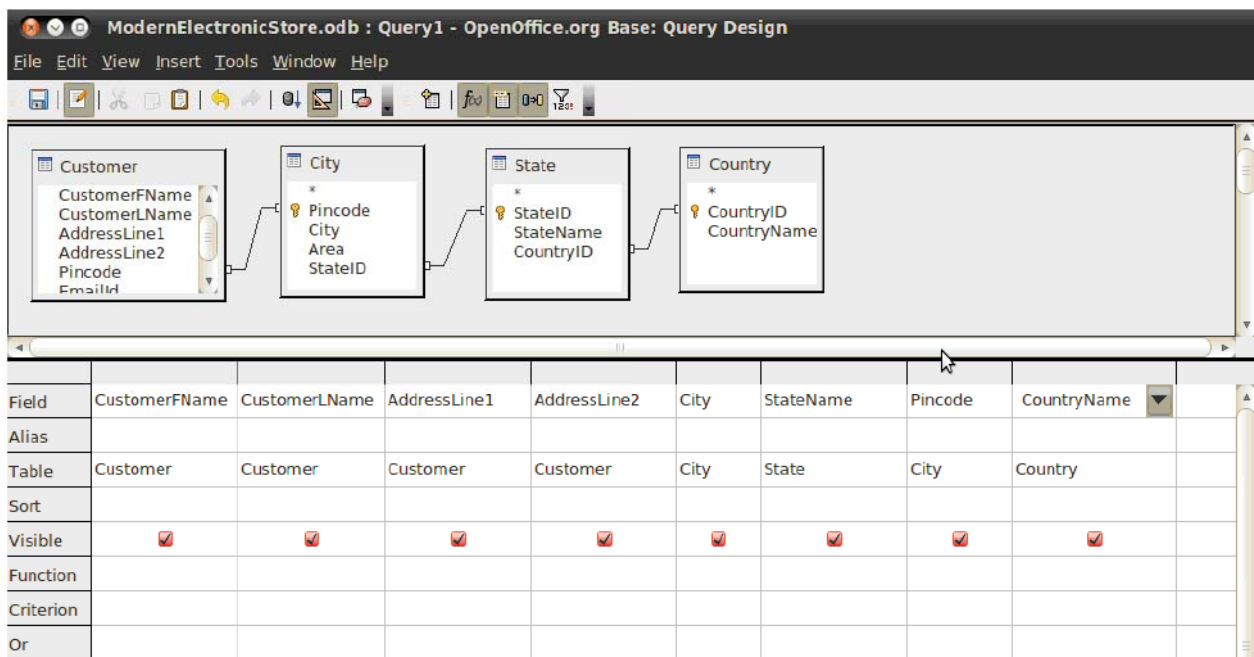 ModernElectronicStore.odb : Query1 - OpenOffice.org Base: Query Design
File Edit View Insert Tools Window Help
f(x) 123!
Customer
CustomerFName
CustomerLName
AddressLine1
AddressLine2
Pincode
EmailId
City
*
Pincode
City
Area
StateID
State
*
StateID
StateName
CountryID
Country
*
CountryID
CountryName
Field CustomerFName CustomerLName AddressLine1 AddressLine2 City StateName Pincode CountryName
Alias
Table Customer Customer Customer Customer City State City Country
Sort
Visible
Function
Criterion
Or